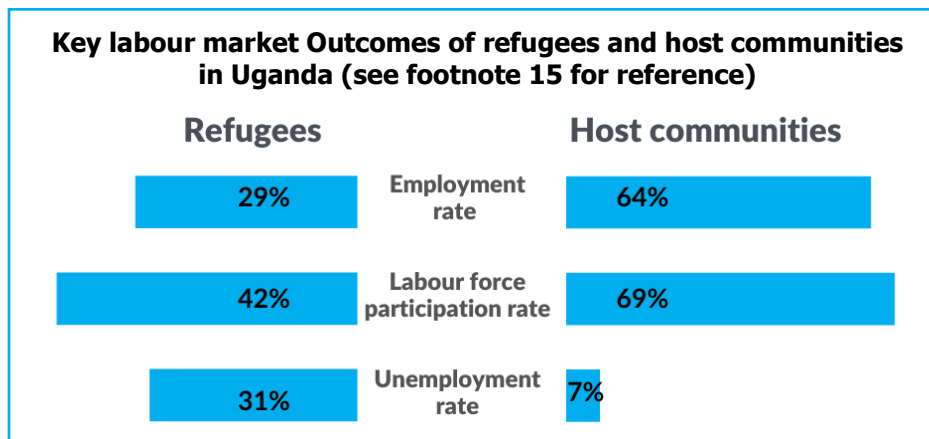 Key labour market Outcomes of refugees and host communities
in Uganda (see footnote 15 for reference)
Refugees
Host communities
29%
Employment
rate
64%
42%
Labour force
participation rate
69%
31%
Unemployment
rate
7%